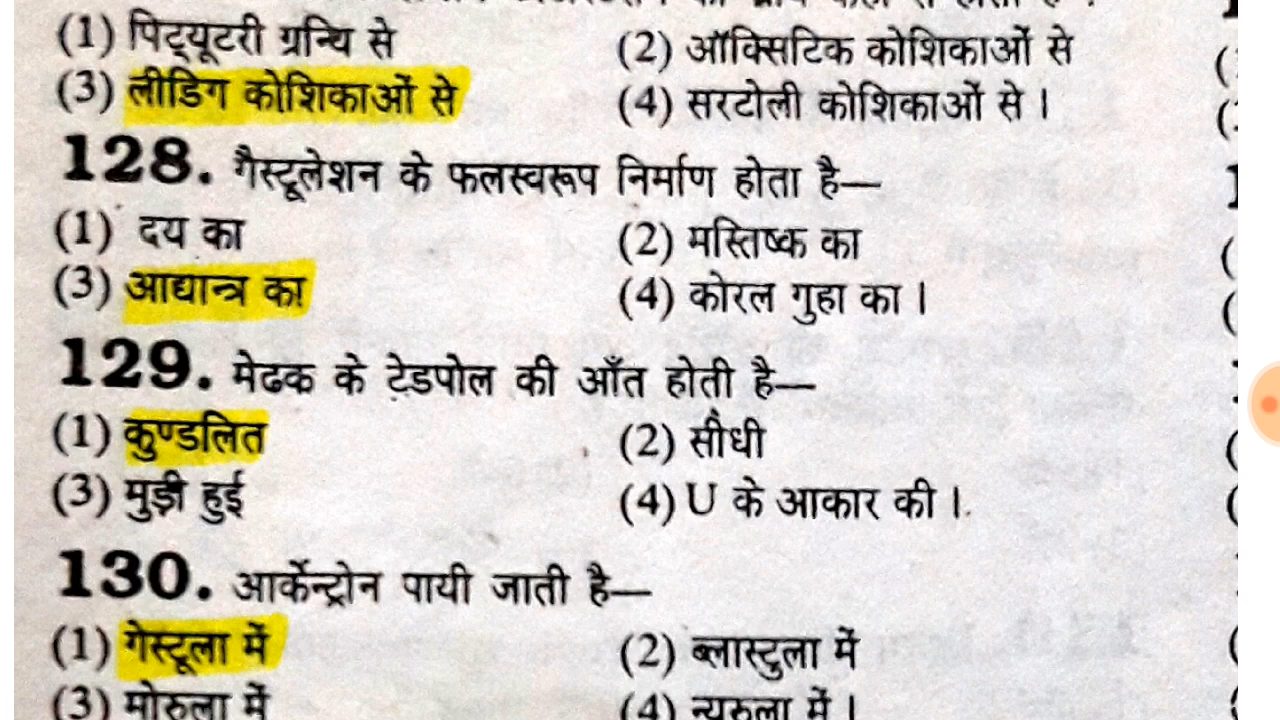 (1) पिट्यूटरी ग्रन्थि से (2) ऑक्सिटिक कोशिकाओं से
(3) लीडिग कोशिकाओं से (4) सरटोली कोशिकाओं से ।
128. गैस्ट्रूलेशन के फलस्वरूप निर्माण होता है—
(1) दय का (2) मस्तिष्क का
(3) आद्यान्त्र का (4) कोरल गुहा का ।
129. मेढक के टेडपोल की आँत होती है—
(1) कुण्डलित (2) सीधी
(3) मुड़ी हुई (4) U के आकार की ।
130. आर्केन्ट्रोन पायी जाती है—
(1) गेस्टूला में (2) ब्लास्टुला में
(3) मोरुला में (4) न्यूरुला में ।